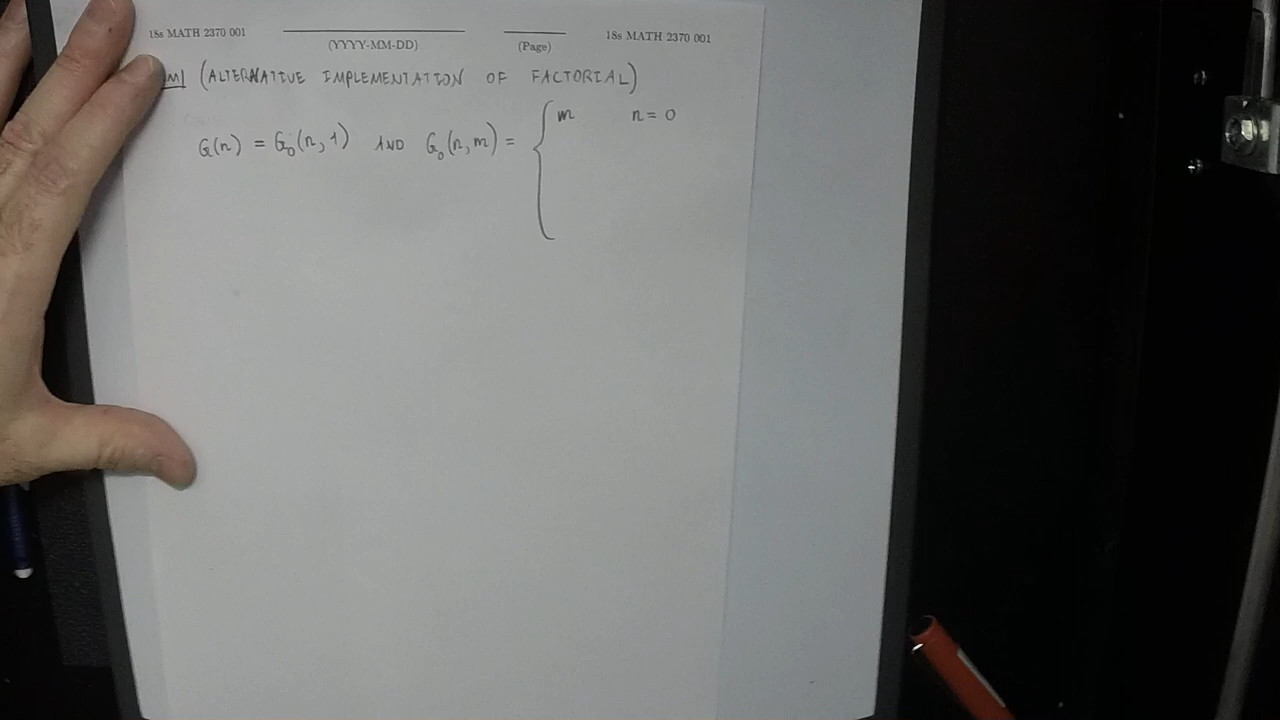 18s MATH 2370 001 (YYYY-MM-DD) (Page) 18s MATH 2370 001
(ALTERNATIVE IMPLEMENTATION OF FACTORIAL)
G(n) = G₀(n, 1) AND G₀(n, m) = { m n = 0